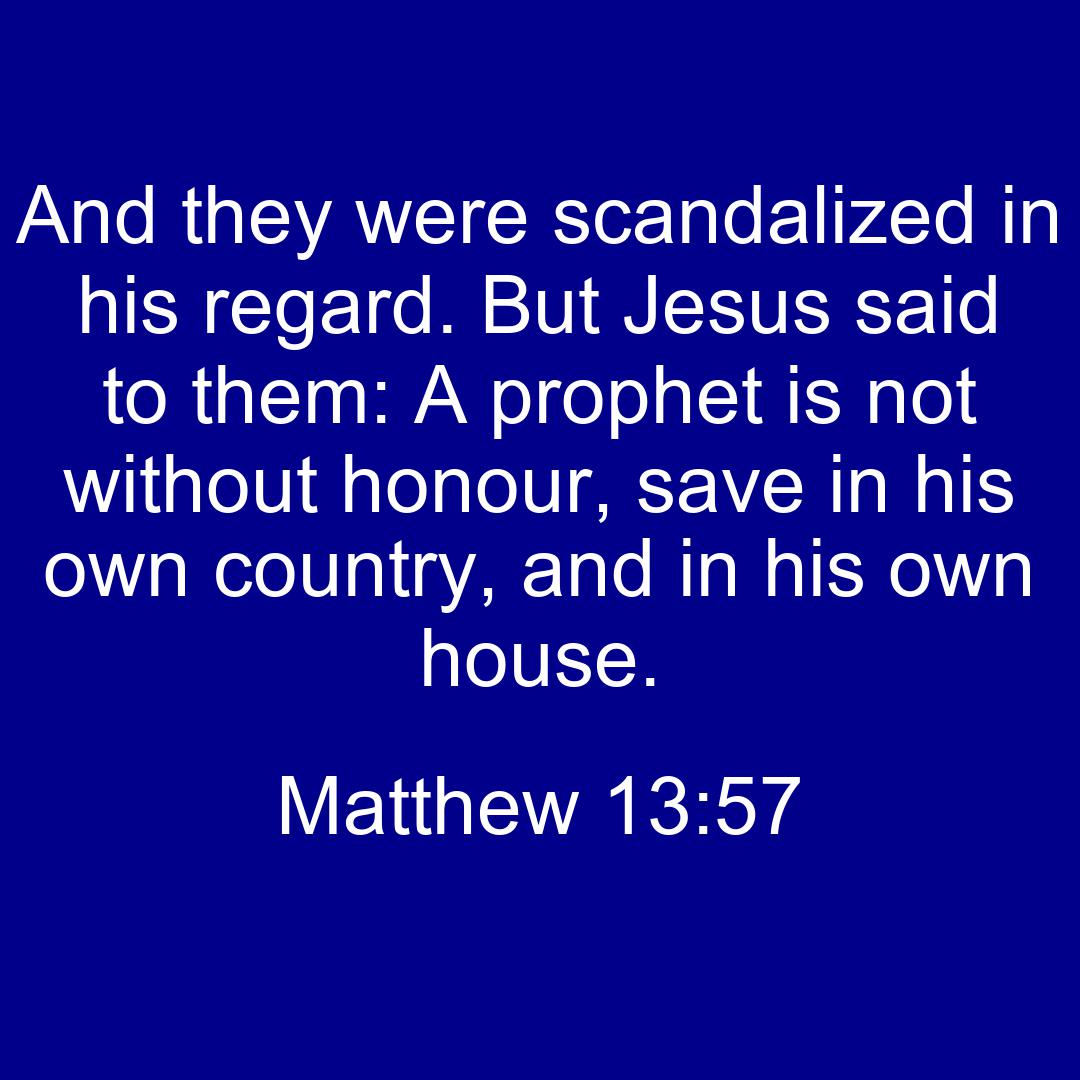 And they were scandalized in
his regard. But Jesus said
to them: A prophet is not
without honour, save in his
own country, and in his own
house.
Matthew 13:57